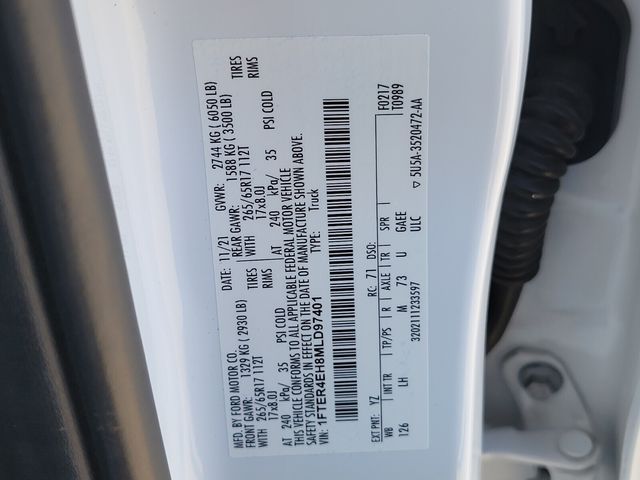 MFD. BY FORD MOTOR CO.
DATE: 11/21 GVWR: 2744 KG ( 6050 LB)
FRONT GAWR: 1329 KG ( 2930 LB) REAR GAWR: 1588 KG ( 3500 LB)
WITH 265/65R17 112T TIRES WITH 265/65R17 112T TIRES
17x8.0J RIMS 17x8.0J RIMS
AT 240 kPa/ 35 PSI COLD AT 240 kPa/ 35 PSI COLD
THIS VEHICLE CONFORMS TO ALL APPLICABLE FEDERAL MOTOR VEHICLE
SAFETY STANDARDS IN EFFECT ON THE DATE OF MANUFACTURE SHOWN ABOVE.
VIN: 1FTER4EH8MLD97401 TYPE: Truck
F0217
T0989
EXT PNT: YZ RC: 71 DSO:
WB INT TR TP/PS R AXLE TR SPR
126 LH M 73 U GAEE
3202111233597 ULC
▽ 5U5A-3520472-AA